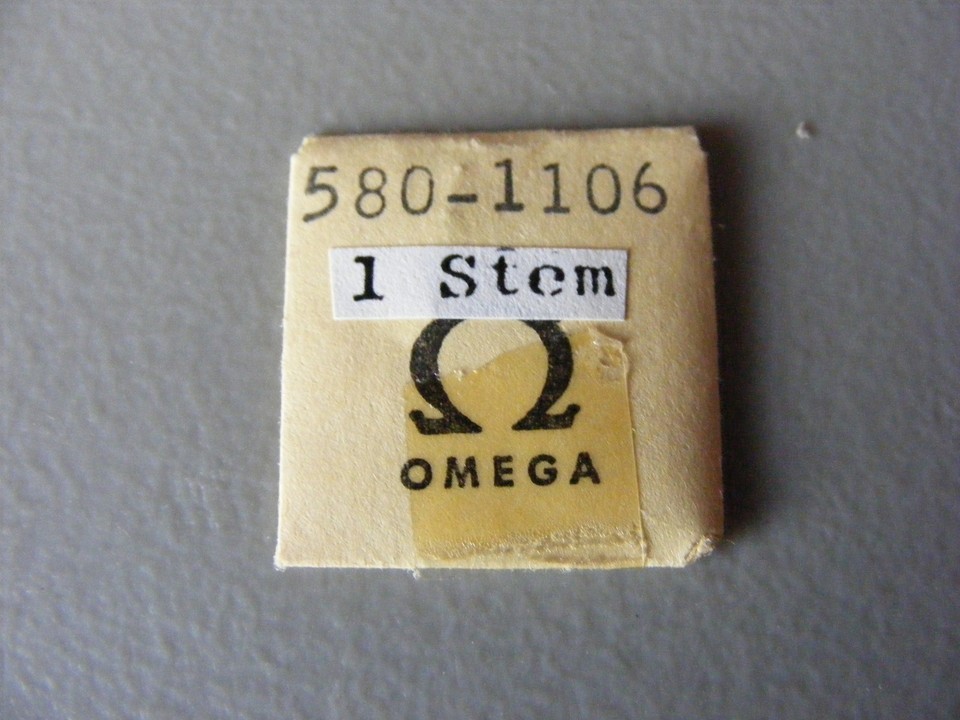 580-1106
1 Stem
Ω
OMEGA